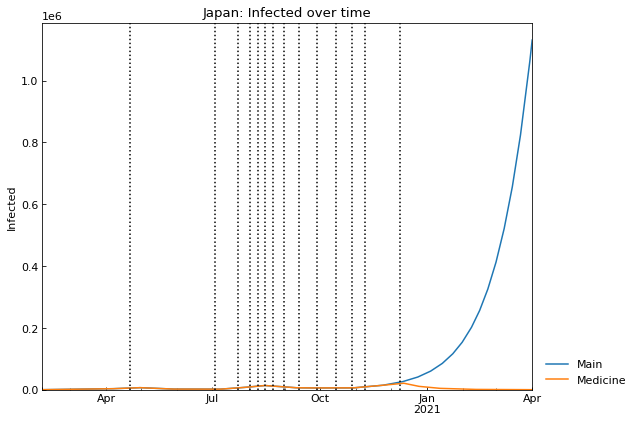 Japan: Infected over time
1e6
1.0
0.8
0.6
0.4
0.2
0.0
Infected
Apr
Jul
Oct
Jan
2021
Apr
Main
Medicine